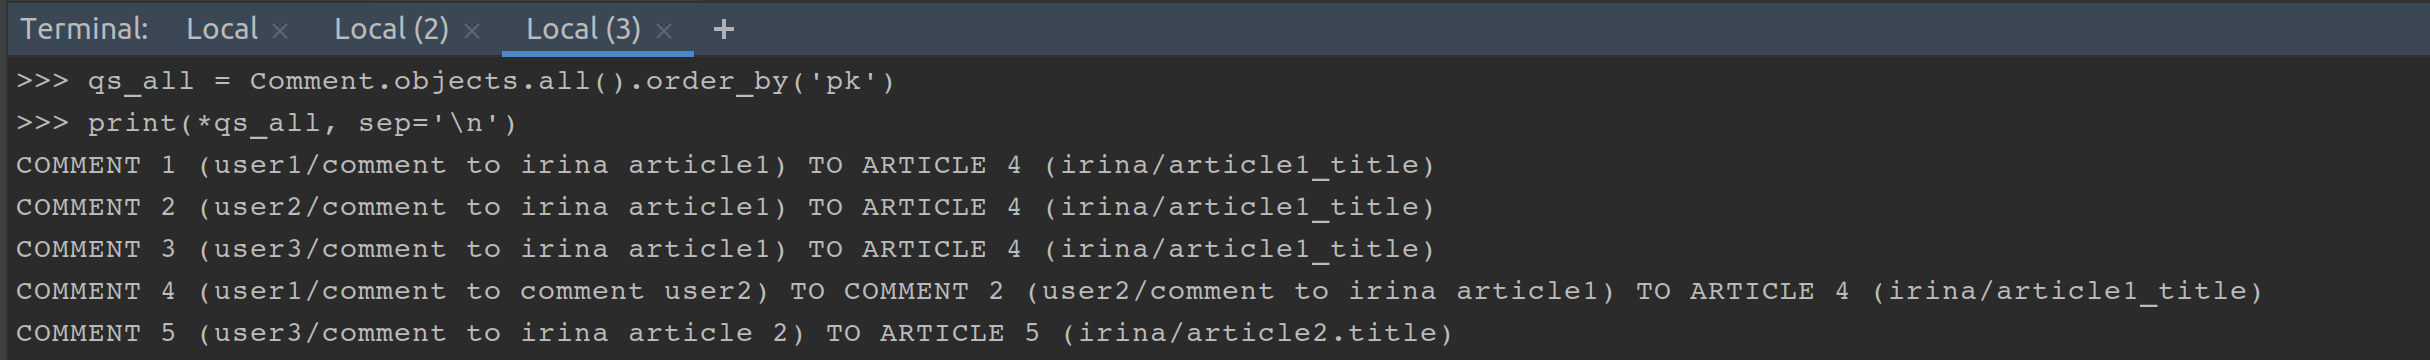 Terminal: Local × Local (2) × Local (3) × +
>>> qs_all = Comment.objects.all().order_by('pk')
>>> print(*qs_all, sep='\n')
COMMENT 1 (user1/comment to irina article1) TO ARTICLE 4 (irina/article1_title)
COMMENT 2 (user2/comment to irina article1) TO ARTICLE 4 (irina/article1_title)
COMMENT 3 (user3/comment to irina article1) TO ARTICLE 4 (irina/article1_title)
COMMENT 4 (user1/comment to comment user2) TO COMMENT 2 (user2/comment to irina article1) TO ARTICLE 4 (irina/article1_title)
COMMENT 5 (user3/comment to irina article 2) TO ARTICLE 5 (irina/article2.title)